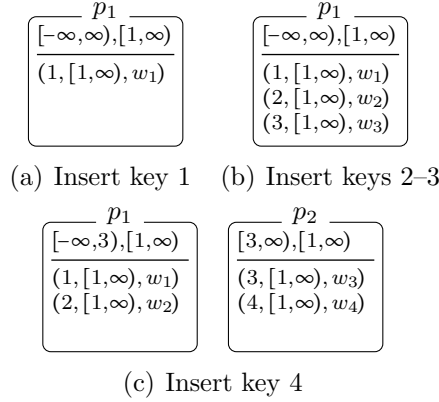 p₁
[-∞,∞),[1,∞)
(1,[1,∞),w₁)
(a) Insert key 1
p₁
[-∞,∞),[1,∞)
(1,[1,∞),w₁)
(2,[1,∞),w₂)
(3,[1,∞),w₃)
(b) Insert keys 2–3
p₁
[-∞,3),[1,∞)
(1,[1,∞),w₁)
(2,[1,∞),w₂)
p₂
[3,∞),[1,∞)
(3,[1,∞),w₃)
(4,[1,∞),w₄)
(c) Insert key 4